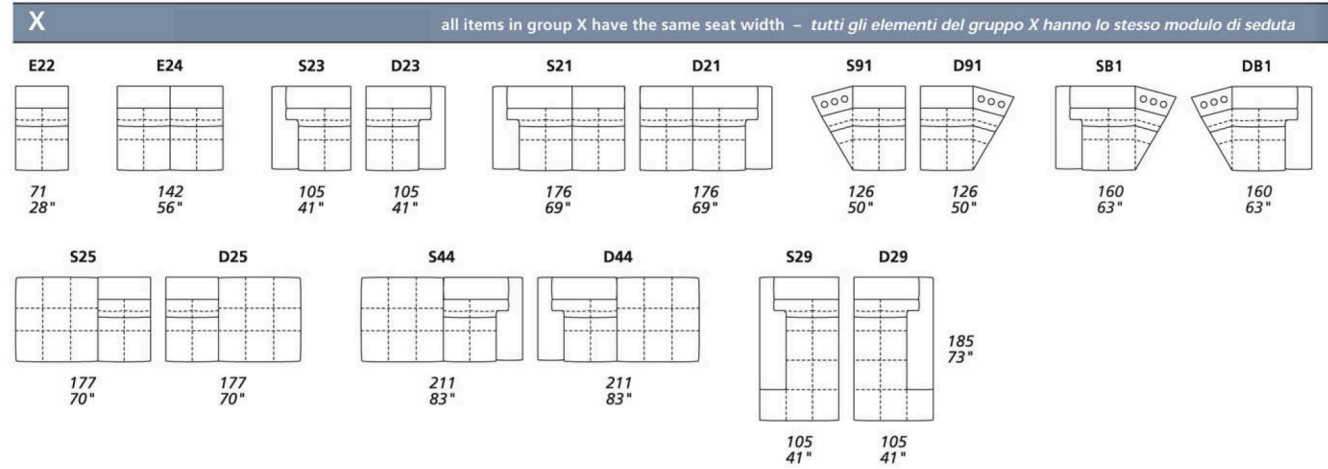 X all items in group X have the same seat width – tutti gli elementi del gruppo X hanno lo stesso modulo di seduta
E22 E24 S23 D23 S21 D21 S91 D91 SB1 DB1
71 142 105 105 176 176 126 126 160 160
28" 56" 41" 41" 69" 69" 50" 50" 63" 63"
S25 D25 S44 D44 S29 D29
185
73"
177 177 211 211
70" 70" 83" 83"
105 105
41" 41"